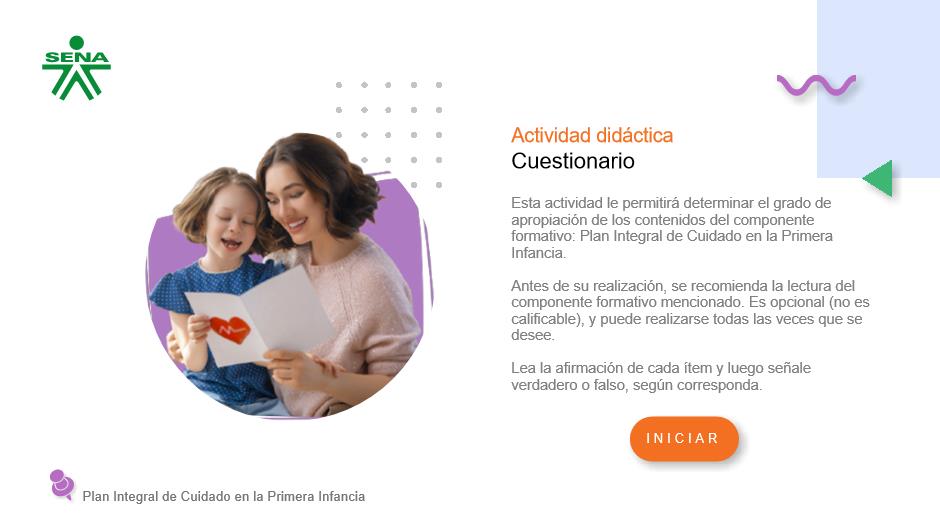 SENA
Actividad didáctica
Cuestionario
Esta actividad le permitirá determinar el grado de
apropiación de los contenidos del componente
formativo: Plan Integral de Cuidado en la Primera
Infancia.
Antes de su realización, se recomienda la lectura del
componente formativo mencionado. Es opcional (no es
calificable), y puede realizarse todas las veces que se
desee.
Lea la afirmación de cada ítem y luego señale
verdadero o falso, según corresponda.
INICIAR
Plan Integral de Cuidado en la Primera Infancia